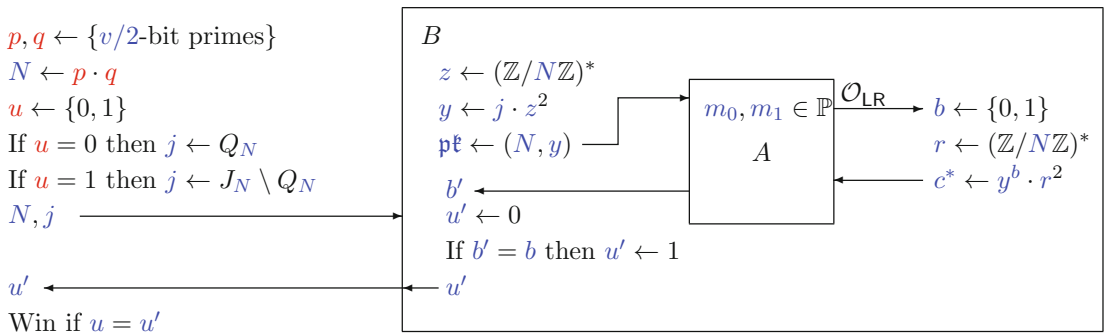 p, q ← {v/2-bit primes}
N ← p · q
u ← {0, 1}
If u = 0 then j ← Q_N
If u = 1 then j ← J_N \ Q_N
N, j
u′
Win if u = u′
B
z ← (ℤ/Nℤ)*
y ← j · z²
𝔭𝔨 ← (N, y)
b′
u′ ← 0
If b′ = b then u′ ← 1
u′
m₀, m₁ ∈ ℙ
A
𝒪_LR
b ← {0, 1}
r ← (ℤ/Nℤ)*
c* ← y^b · r²